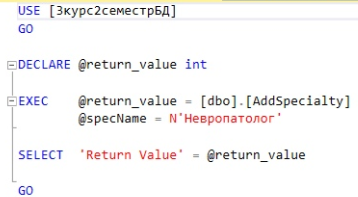 USE [3курс2семестрБД]
GO
DECLARE @return_value int
EXEC @return_value = [dbo].[AddSpecialty]
@specName = N'Невропатолог'
SELECT 'Return Value' = @return_value
GO